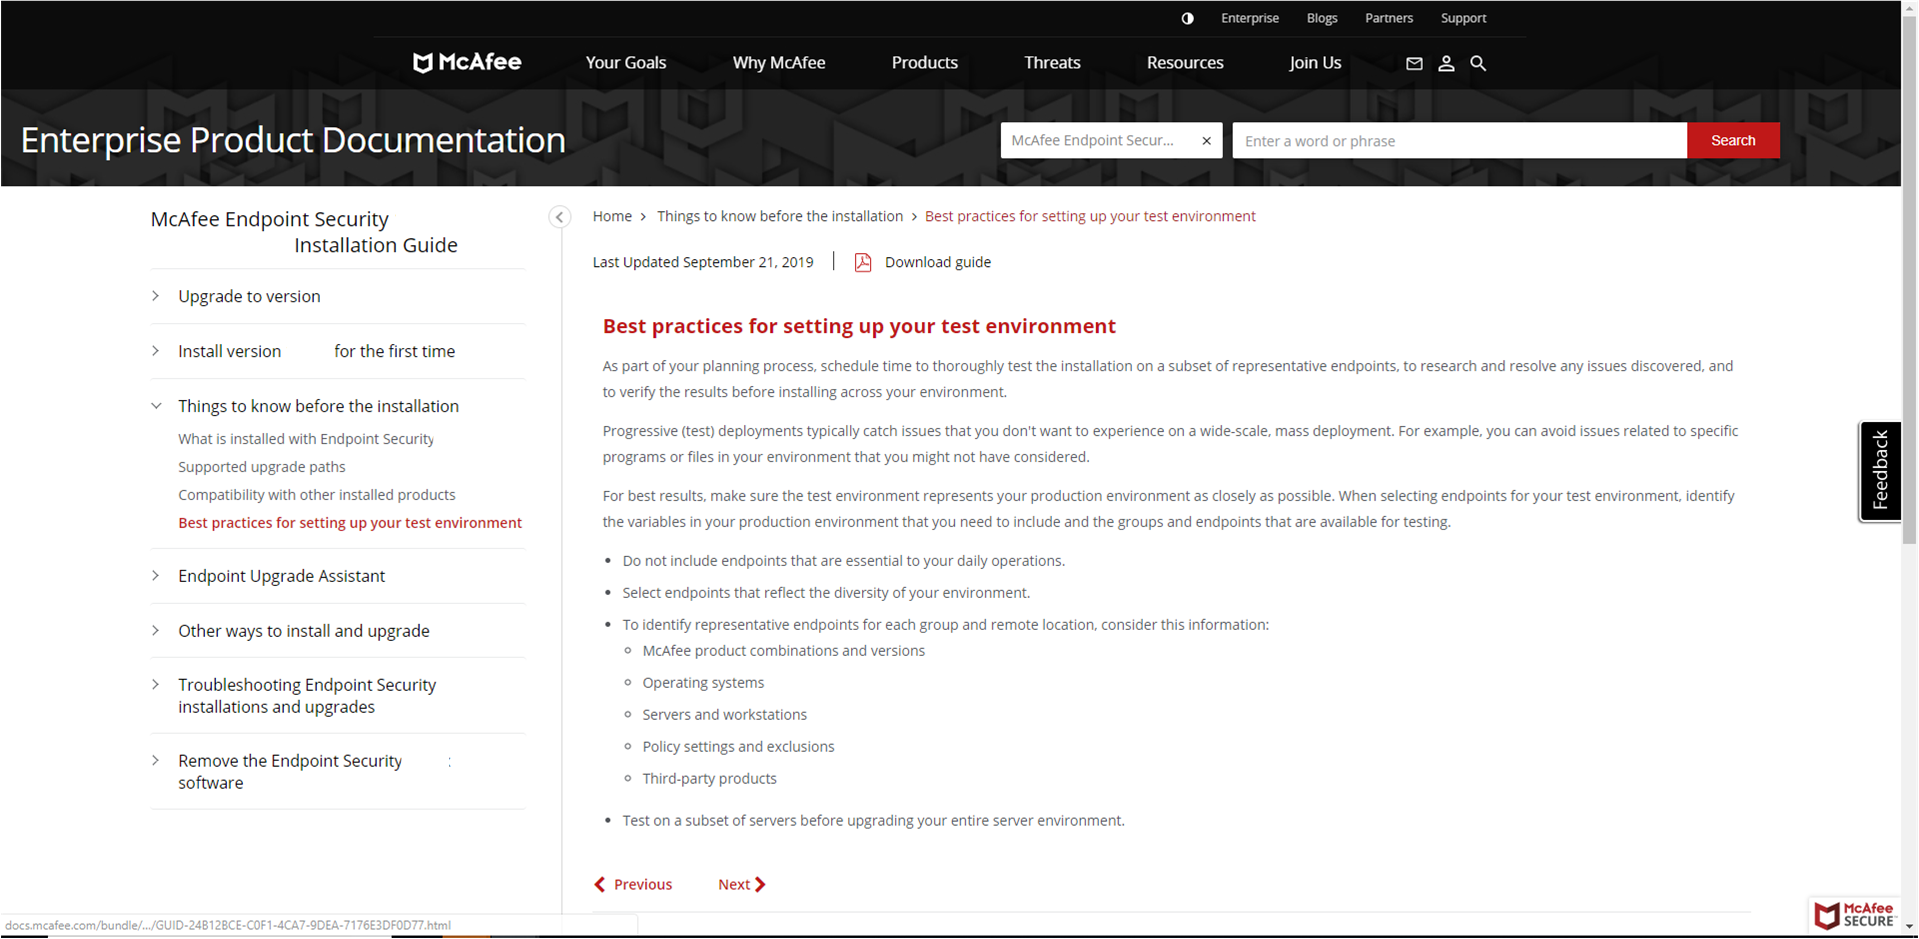 Enterprise Blogs Partners Support
McAfee Your Goals Why McAfee Products Threats Resources Join Us
Enterprise Product Documentation
McAfee Endpoint Secur... × Enter a word or phrase Search
McAfee Endpoint Security
Installation Guide
Upgrade to version
Install version for the first time
Things to know before the installation
What is installed with Endpoint Security
Supported upgrade paths
Compatibility with other installed products
Best practices for setting up your test environment
Endpoint Upgrade Assistant
Other ways to install and upgrade
Troubleshooting Endpoint Security
installations and upgrades
Remove the Endpoint Security :
software
Home > Things to know before the installation > Best practices for setting up your test environment
Last Updated September 21, 2019 | Download guide
Best practices for setting up your test environment
As part of your planning process, schedule time to thoroughly test the installation on a subset of representative endpoints, to research and resolve any issues discovered, and
to verify the results before installing across your environment.
Progressive (test) deployments typically catch issues that you don't want to experience on a wide-scale, mass deployment. For example, you can avoid issues related to specific
programs or files in your environment that you might not have considered.
For best results, make sure the test environment represents your production environment as closely as possible. When selecting endpoints for your test environment, identify
the variables in your production environment that you need to include and the groups and endpoints that are available for testing.
• Do not include endpoints that are essential to your daily operations.
• Select endpoints that reflect the diversity of your environment.
• To identify representative endpoints for each group and remote location, consider this information:
◦ McAfee product combinations and versions
◦ Operating systems
◦ Servers and workstations
◦ Policy settings and exclusions
◦ Third-party products
• Test on a subset of servers before upgrading your entire server environment.
Previous Next
Feedback
McAfee
SECURE™
docs.mcafee.com/bundle/.../GUID-24B12BCE-C0F1-4CA7-9DEA-7176E3DF0D77.html